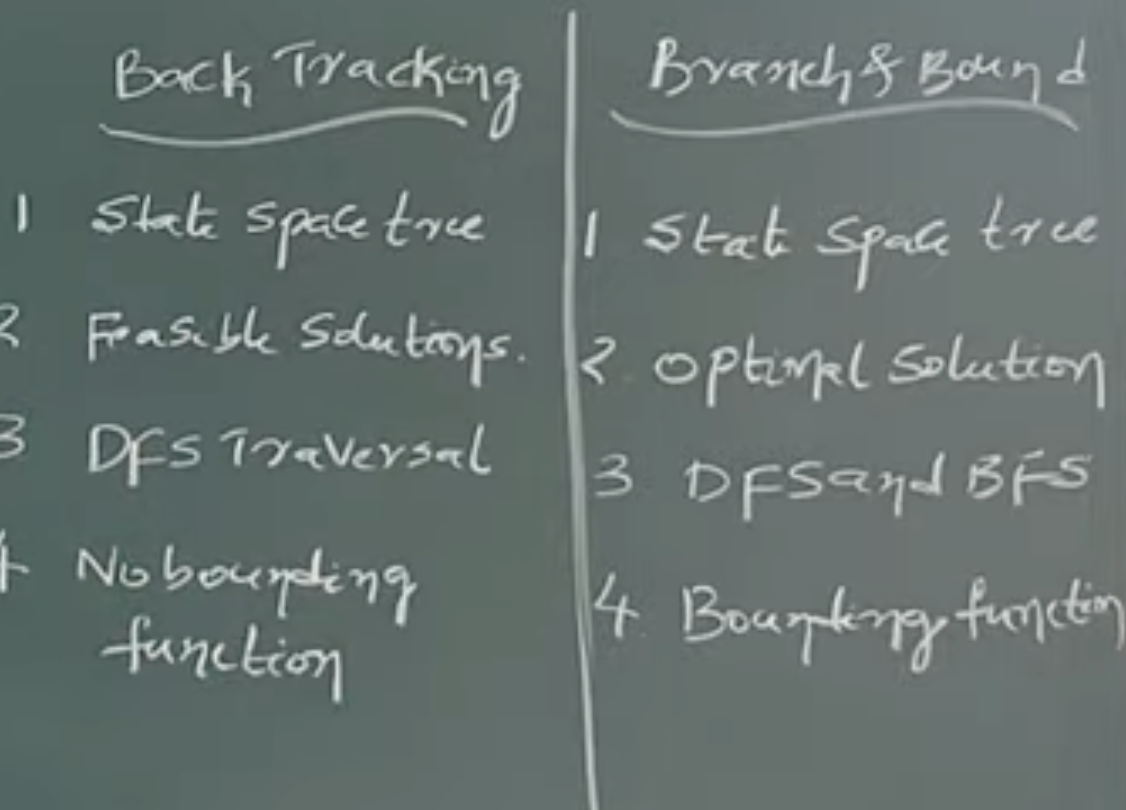 Back Tracking
1 State space tree
2 Feasible Solutions.
3 DFS Traversal
4 No bounding
function
Branch & Bound
1 State Space tree
2. Optimal Solution
3 DFS and BFS
4. Bounding function